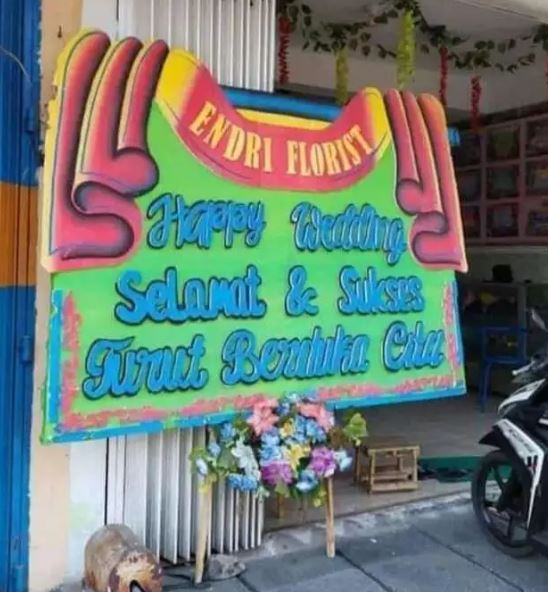 ENDRI FLORIST
Happy Wedding
Selamat & Sukses
Turut Berduka Cita